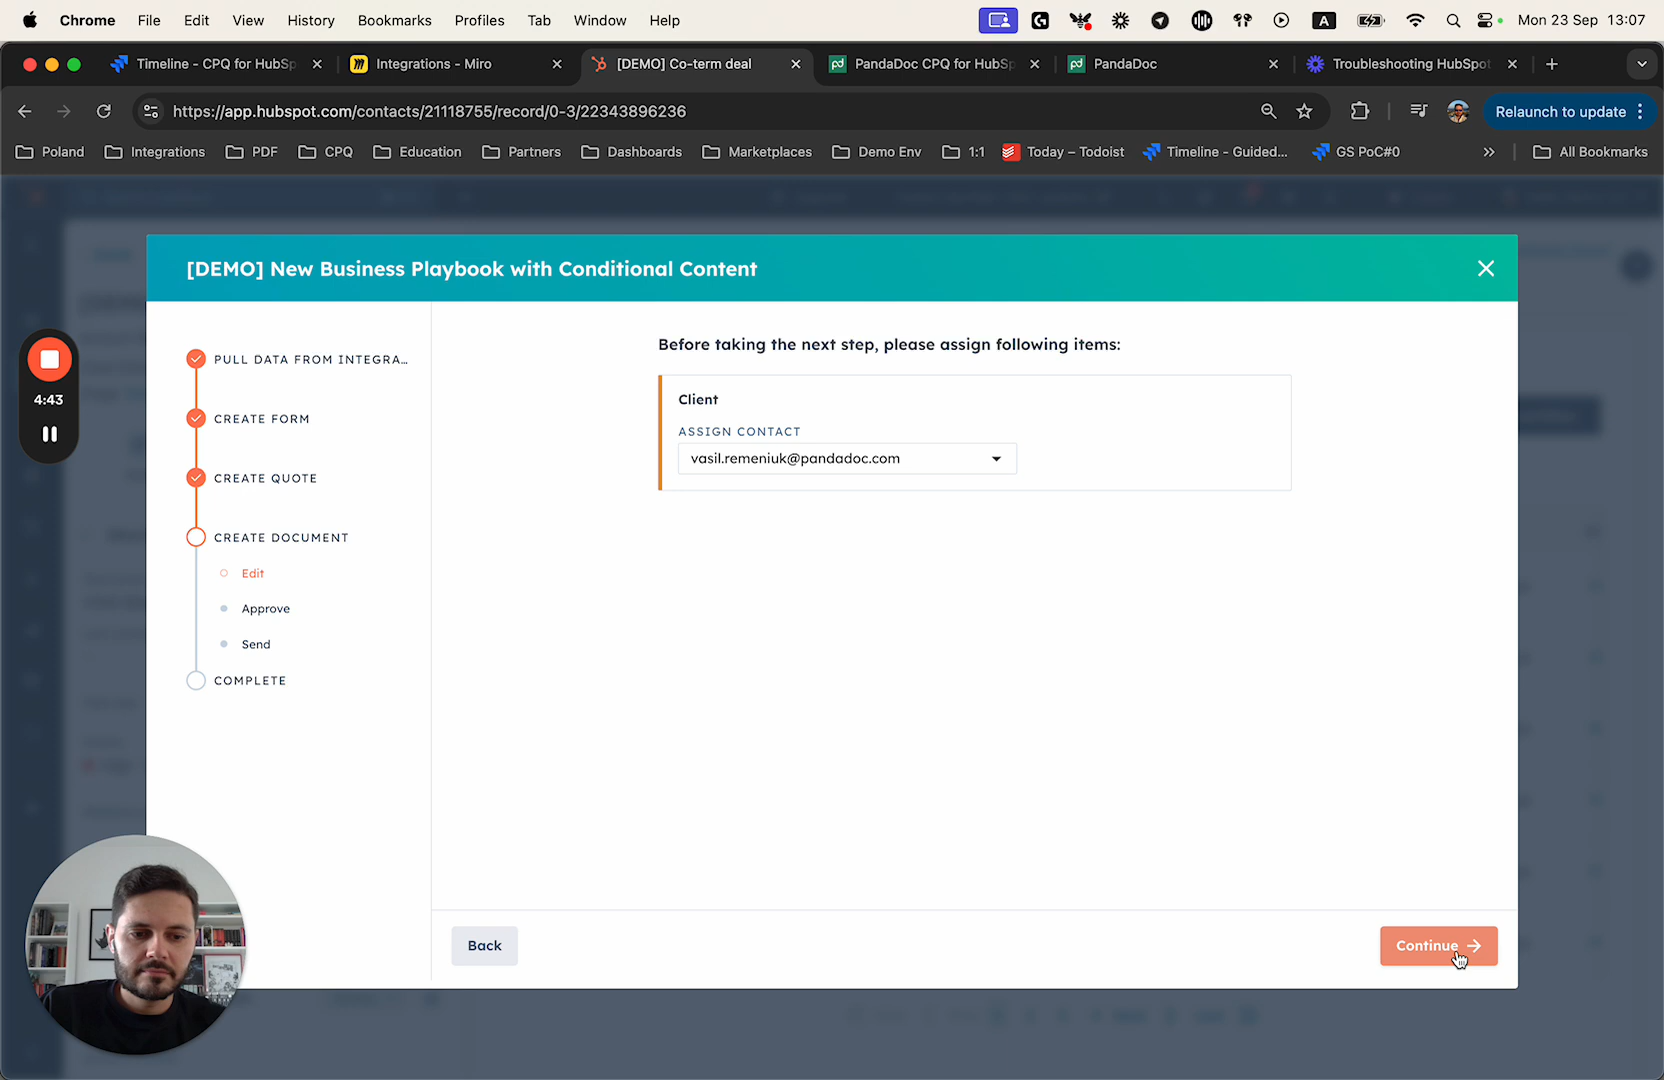 Chrome File Edit View History Bookmarks Profiles Tab Window Help
A Mon 23 Sep 13:07
Timeline - CPQ for HubSp
Integrations - Miro
[DEMO] Co-term deal
pd PandaDoc CPQ for HubSp
pd PandaDoc
Troubleshooting HubSpot
https://app.hubspot.com/contacts/21118755/record/0-3/22343896236
Relaunch to update
Poland Integrations PDF CPQ Education Partners Dashboards Marketplaces Demo Env 1:1 Today – Todoist Timeline - Guided... GS PoC#0 » All Bookmarks
[DEMO] New Business Playbook with Conditional Content
PULL DATA FROM INTEGRA...
CREATE FORM
CREATE QUOTE
CREATE DOCUMENT
Edit
Approve
Send
COMPLETE
4:43
Before taking the next step, please assign following items:
Client
ASSIGN CONTACT
vasil.remeniuk@pandadoc.com
Back
Continue →